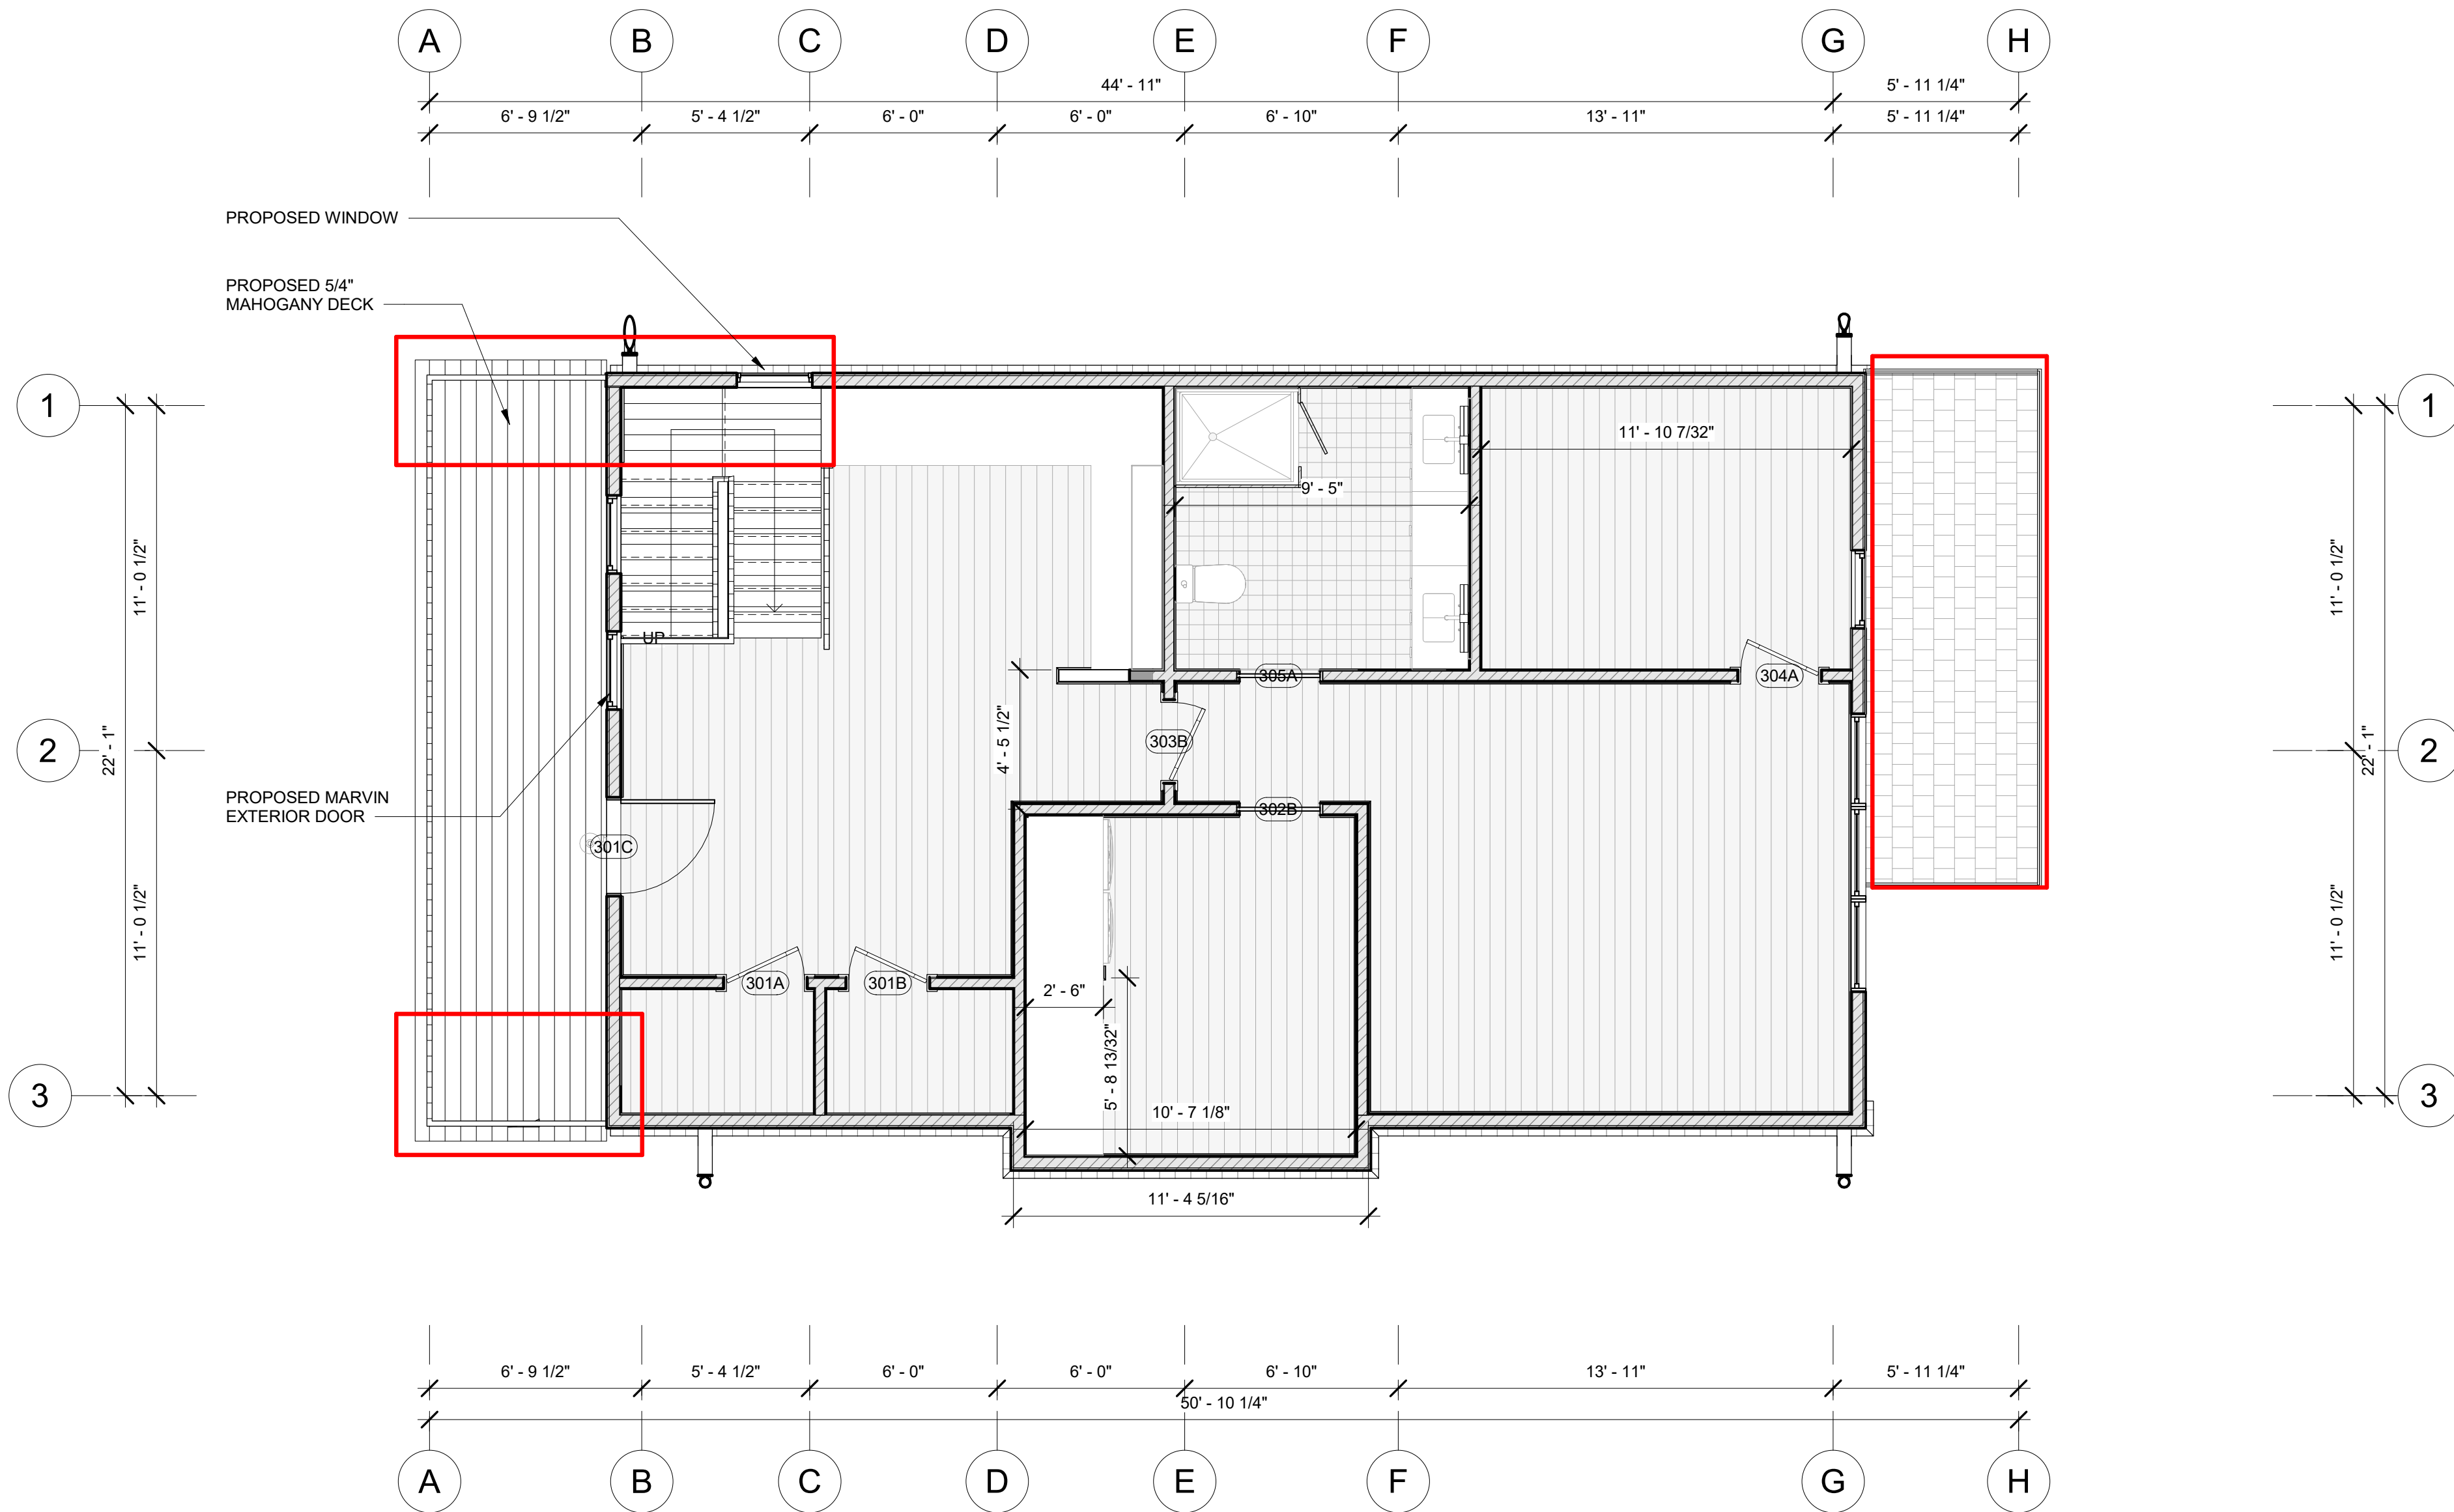 A B C D E F G H
44' - 11" 5' - 11 1/4"
6' - 9 1/2" 5' - 4 1/2" 6' - 0" 6' - 0" 6' - 10" 13' - 11" 5' - 11 1/4"
PROPOSED WINDOW
PROPOSED 5/4"
MAHOGANY DECK
1 1
11' - 10 7/32"
9' - 5"
11' - 0 1/2" 11' - 0 1/2"
UP
305A 304A
4' - 5 1/2"
303B
2 22' - 1" 22' - 1" 2
PROPOSED MARVIN
EXTERIOR DOOR
302B
301C
11' - 0 1/2" 11' - 0 1/2"
301A 301B
2' - 6"
5' - 8 13/32"
3 3
10' - 7 1/8"
11' - 4 5/16"
6' - 9 1/2" 5' - 4 1/2" 6' - 0" 6' - 0" 6' - 10" 13' - 11" 5' - 11 1/4"
50' - 10 1/4"
A B C D E F G H